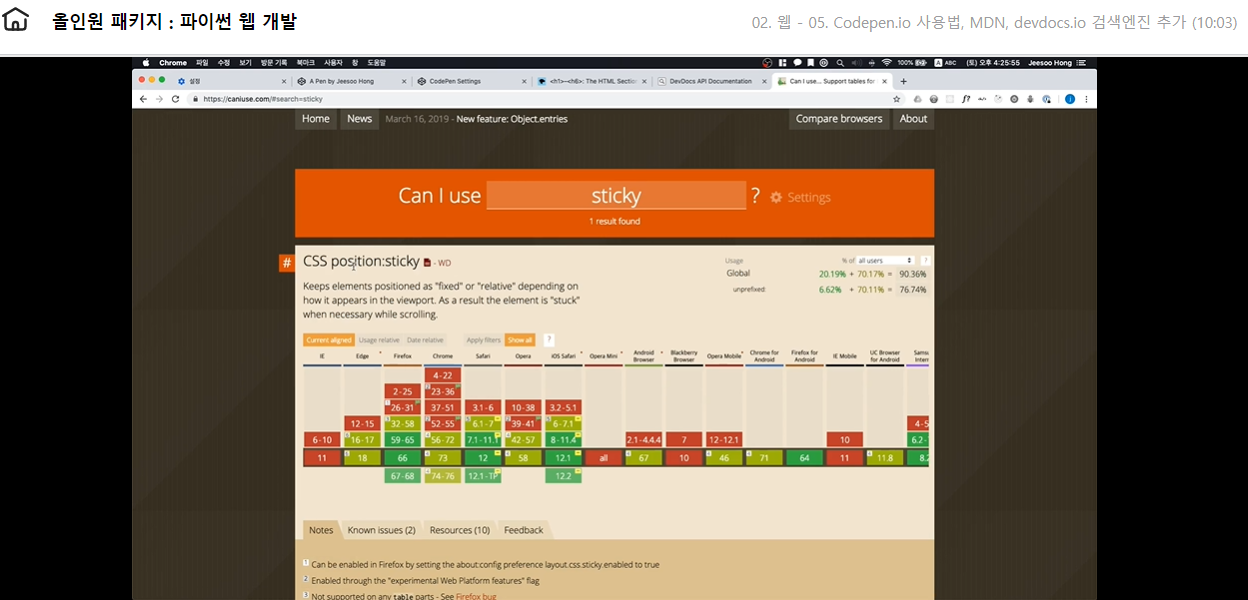 올인원 패키지 : 파이썬 웹 개발
02. 웹 - 05. Codepen.io 사용법, MDN, devdocs.io 검색엔진 추가 (10:03)
Chrome 파일 수정 보기 방문 기록 북마크 사용자 창 도움말 100% ABC (토) 오후 4:25:55 Jeesoo Hong
설정 A Pen by Jeesoo Hong CodePen Settings <h1>–<h6>: The HTML Section DevDocs API Documentation Can I use... Support tables for
https://caniuse.com/#search=sticky
Home News March 16, 2019 - New feature: Object.entries Compare browsers About
Can I use sticky ? Settings
1 result found
# CSS position:sticky - WD
Usage % of all users ?
Global 20.19% + 70.17% = 90.36%
unprefixed 6.62% + 70.11% = 76.74%
Keeps elements positioned as "fixed" or "relative" depending on
how it appears in the viewport. As a result the element is "stuck"
when necessary while scrolling.
Current aligned Usage relative Date relative Apply filters Show all ?
IE Edge Firefox Chrome Safari Opera iOS Safari Opera Mini Android Browser Blackberry Browser Opera Mobile Chrome for Android Firefox for Android IE Mobile UC Browser for Android
4-22
2-25 23-36
26-31 37-51 3.1-6 10-38 3.2-5.1
12-15 32-58 52-55 6.1-7 39-41 6-7.1
6-10 16-17 59-65 56-72 7.1-11.1 42-57 8-11.4 2.1-4.4.4 7 12-12.1 10
11 18 66 73 12 58 12.1 all 67 10 46 71 64 11 11.8 8.2
67-68 74-76 12.1-TP 12.2
Notes Known issues (2) Resources (10) Feedback
1 Can be enabled in Firefox by setting the about:config preference layout.css.sticky.enabled to true
2 Enabled through the "experimental Web Platform features" flag
3 Not supported on any table parts - See Firefox bug